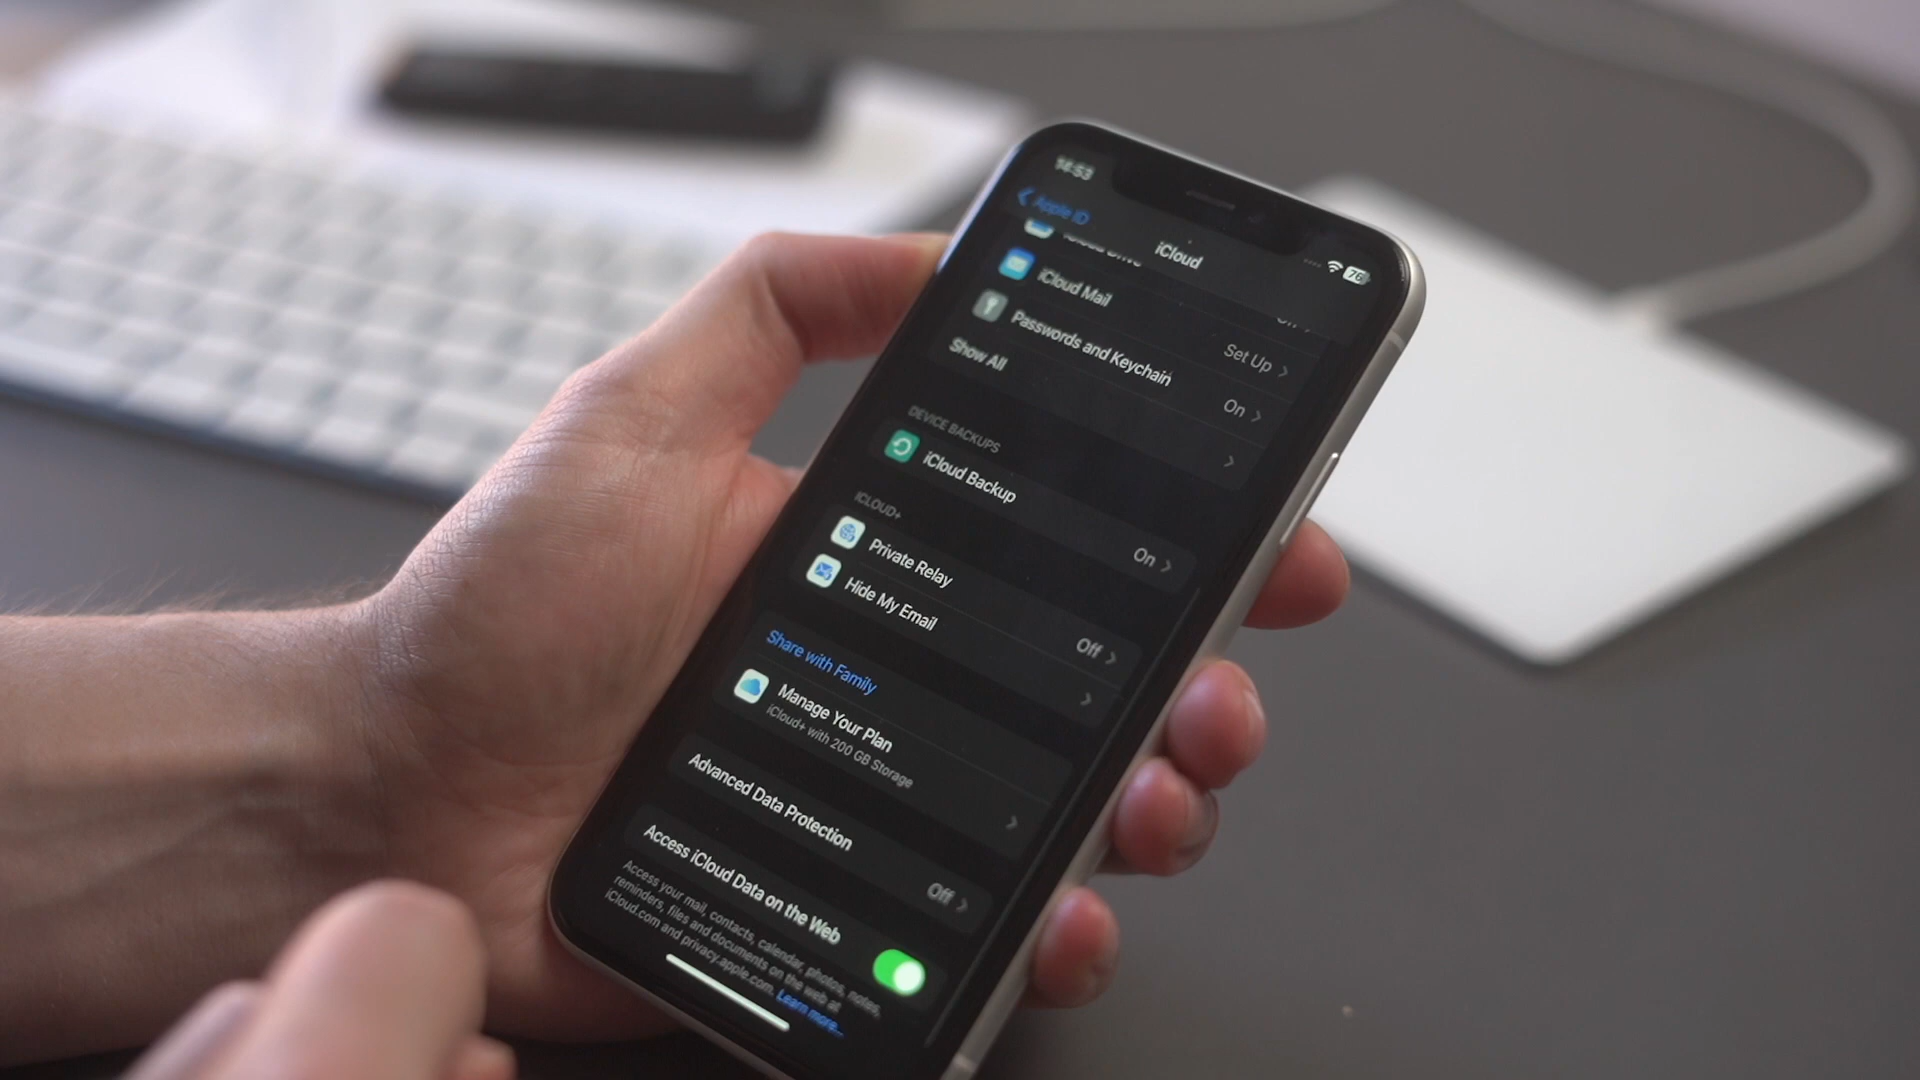 14:53
76
Apple ID
iCloud
iCloud Drive
iCloud Mail
Set Up
Passwords and Keychain
On
Show All
DEVICE BACKUPS
iCloud Backup
On
ICLOUD+
Private Relay
Off
Hide My Email
Share with Family
Manage Your Plan
iCloud+ with 200 GB Storage
Advanced Data Protection
Off
Access iCloud Data on the Web
Access your mail, contacts, calendar, photos, notes,
reminders, files and documents on the web at
iCloud.com and privacy.apple.com. Learn more...